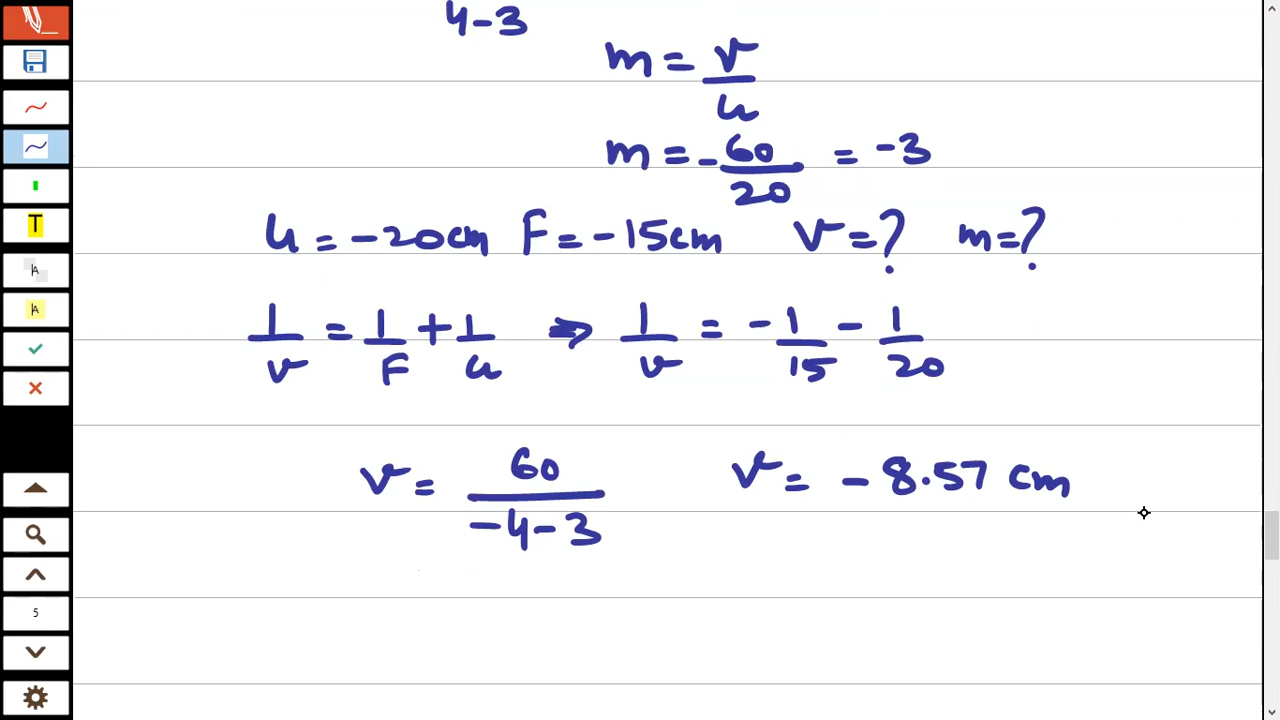 4-3
m = v/u
m = -60/20 = -3
u = -20cm F = -15cm v = ? m = ?
1/v = 1/F + 1/u ⇒ 1/v = -1/15 - 1/20
v = 60/-4-3 v = -8.57 cm
T
A
A
5